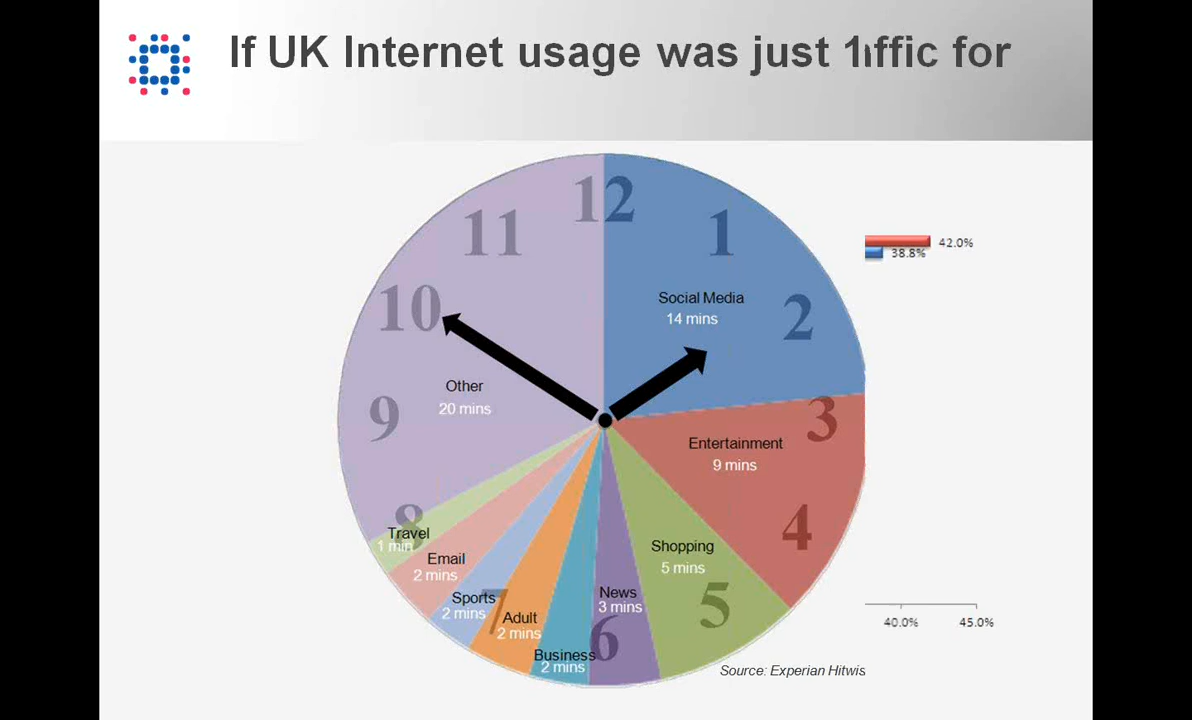 If UK Internet usage was just 1ıffic for
12
11
1
10
2
9
3
8
4
7
5
6
Social Media
14 mins
42.0%
38.8%
Other
20 mins
Entertainment
9 mins
Shopping
5 mins
Travel
1 min
Email
2 mins
News
3 mins
Sports
2 mins
Adult
2 mins
Business
2 mins
40.0%
45.0%
Source: Experian Hitwis